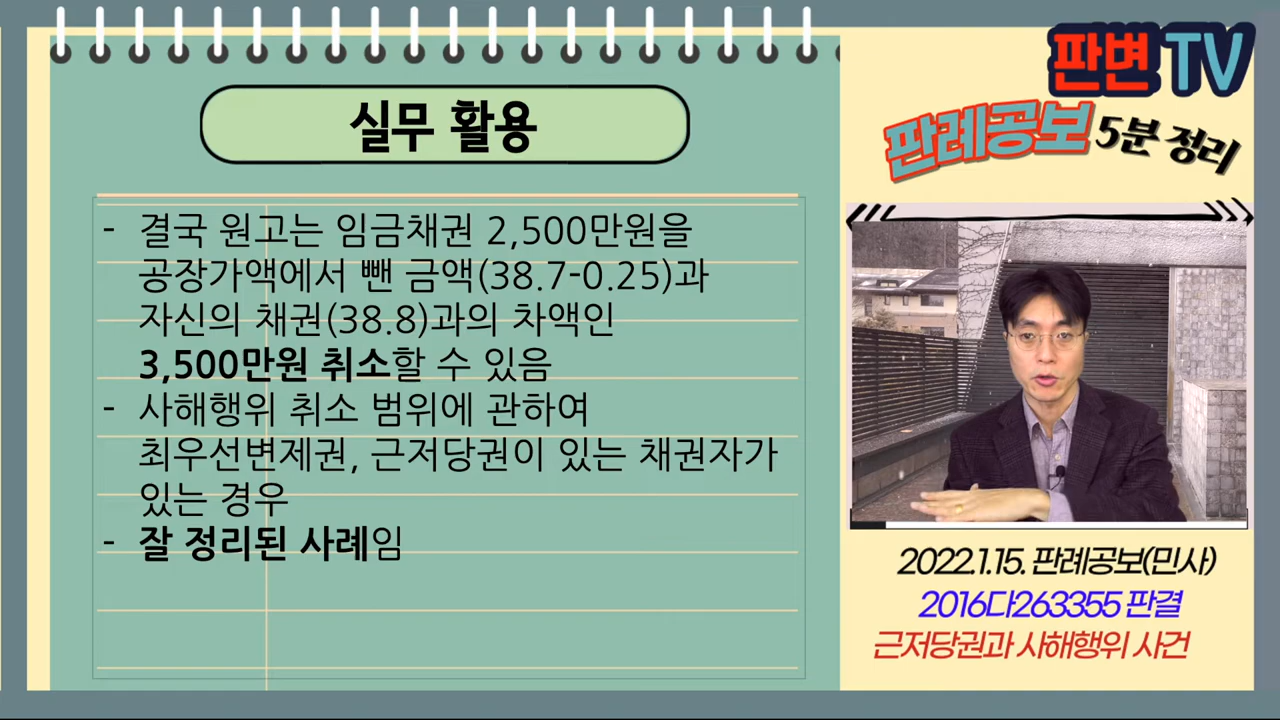 판변 TV
판례공보 5분 정리
실무 활용
- 결국 원고는 임금채권 2,500만원을
공장가액에서 뺀 금액(38.7-0.25)과
자신의 채권(38.8)과의 차액인
3,500만원 취소할 수 있음
- 사해행위 취소 범위에 관하여
최우선변제권, 근저당권이 있는 채권자가
있는 경우
- 잘 정리된 사례임
2022.1.15. 판례공보(민사)
2016다263355 판결
근저당권과 사해행위 사건